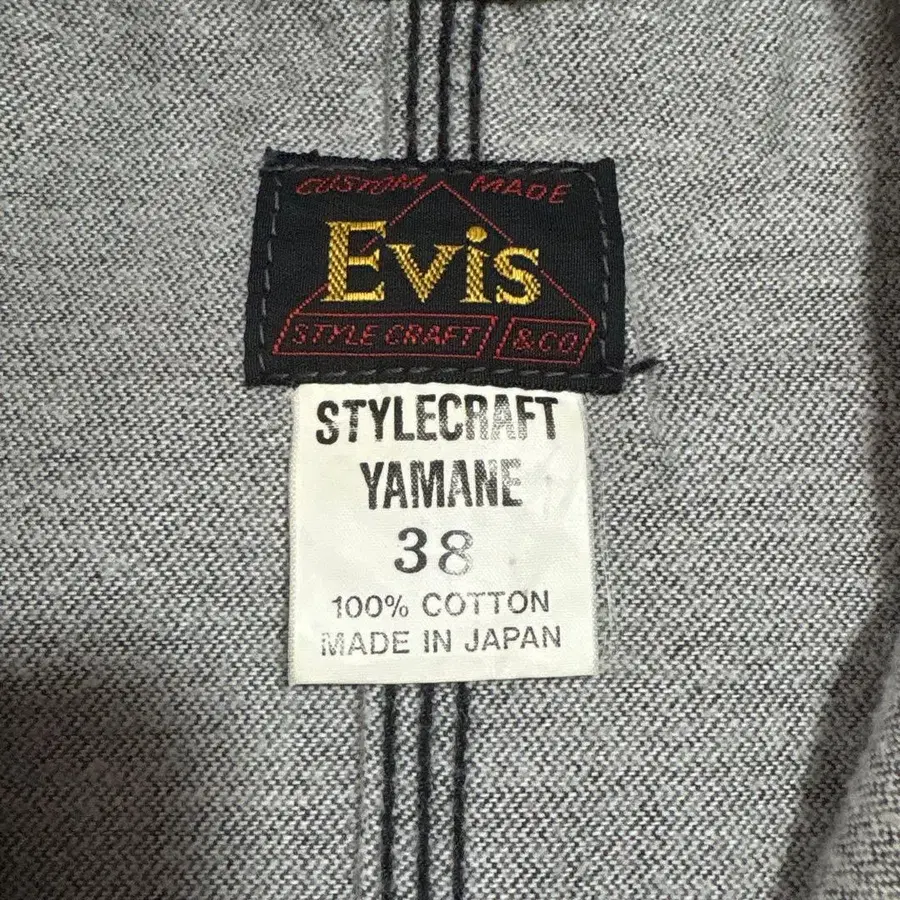 CUSTOM MADE
Evis
STYLE CRAFT & CO.
STYLECRAFT
YAMANE
38
100% COTTON
MADE IN JAPAN